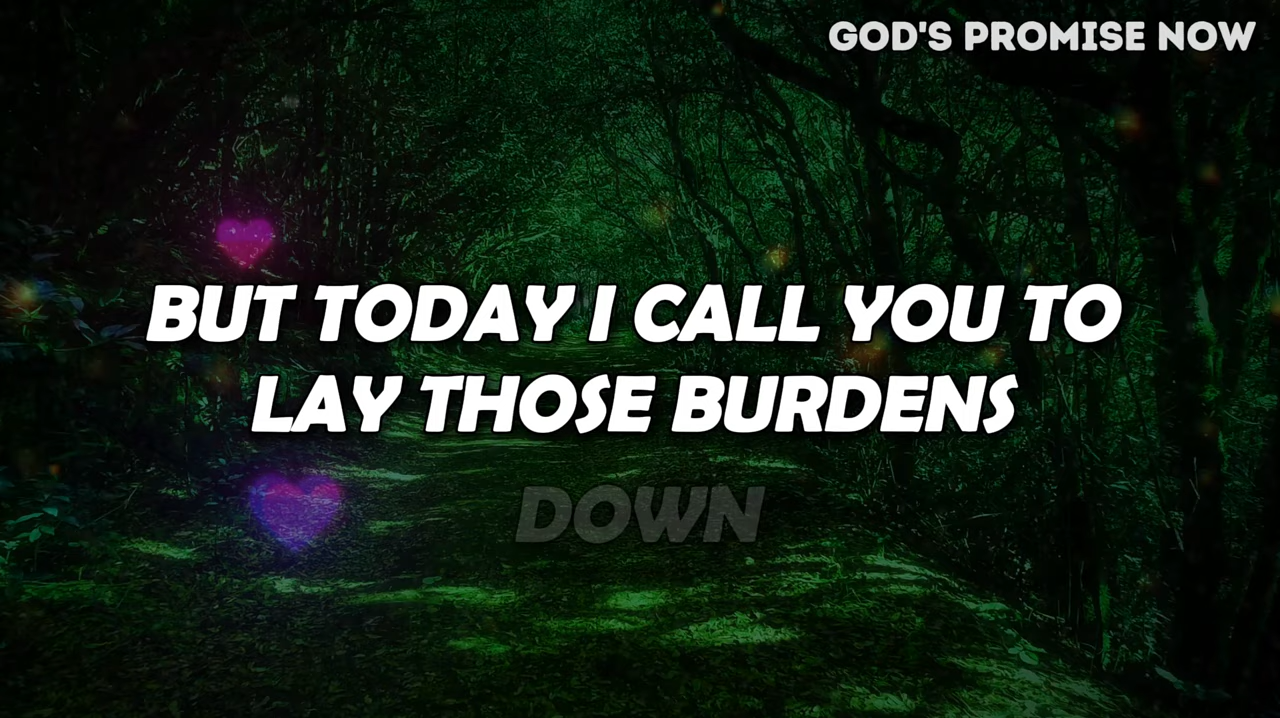 GOD'S PROMISE NOW
BUT TODAY I CALL YOU TO
LAY THOSE BURDENS
DOWN